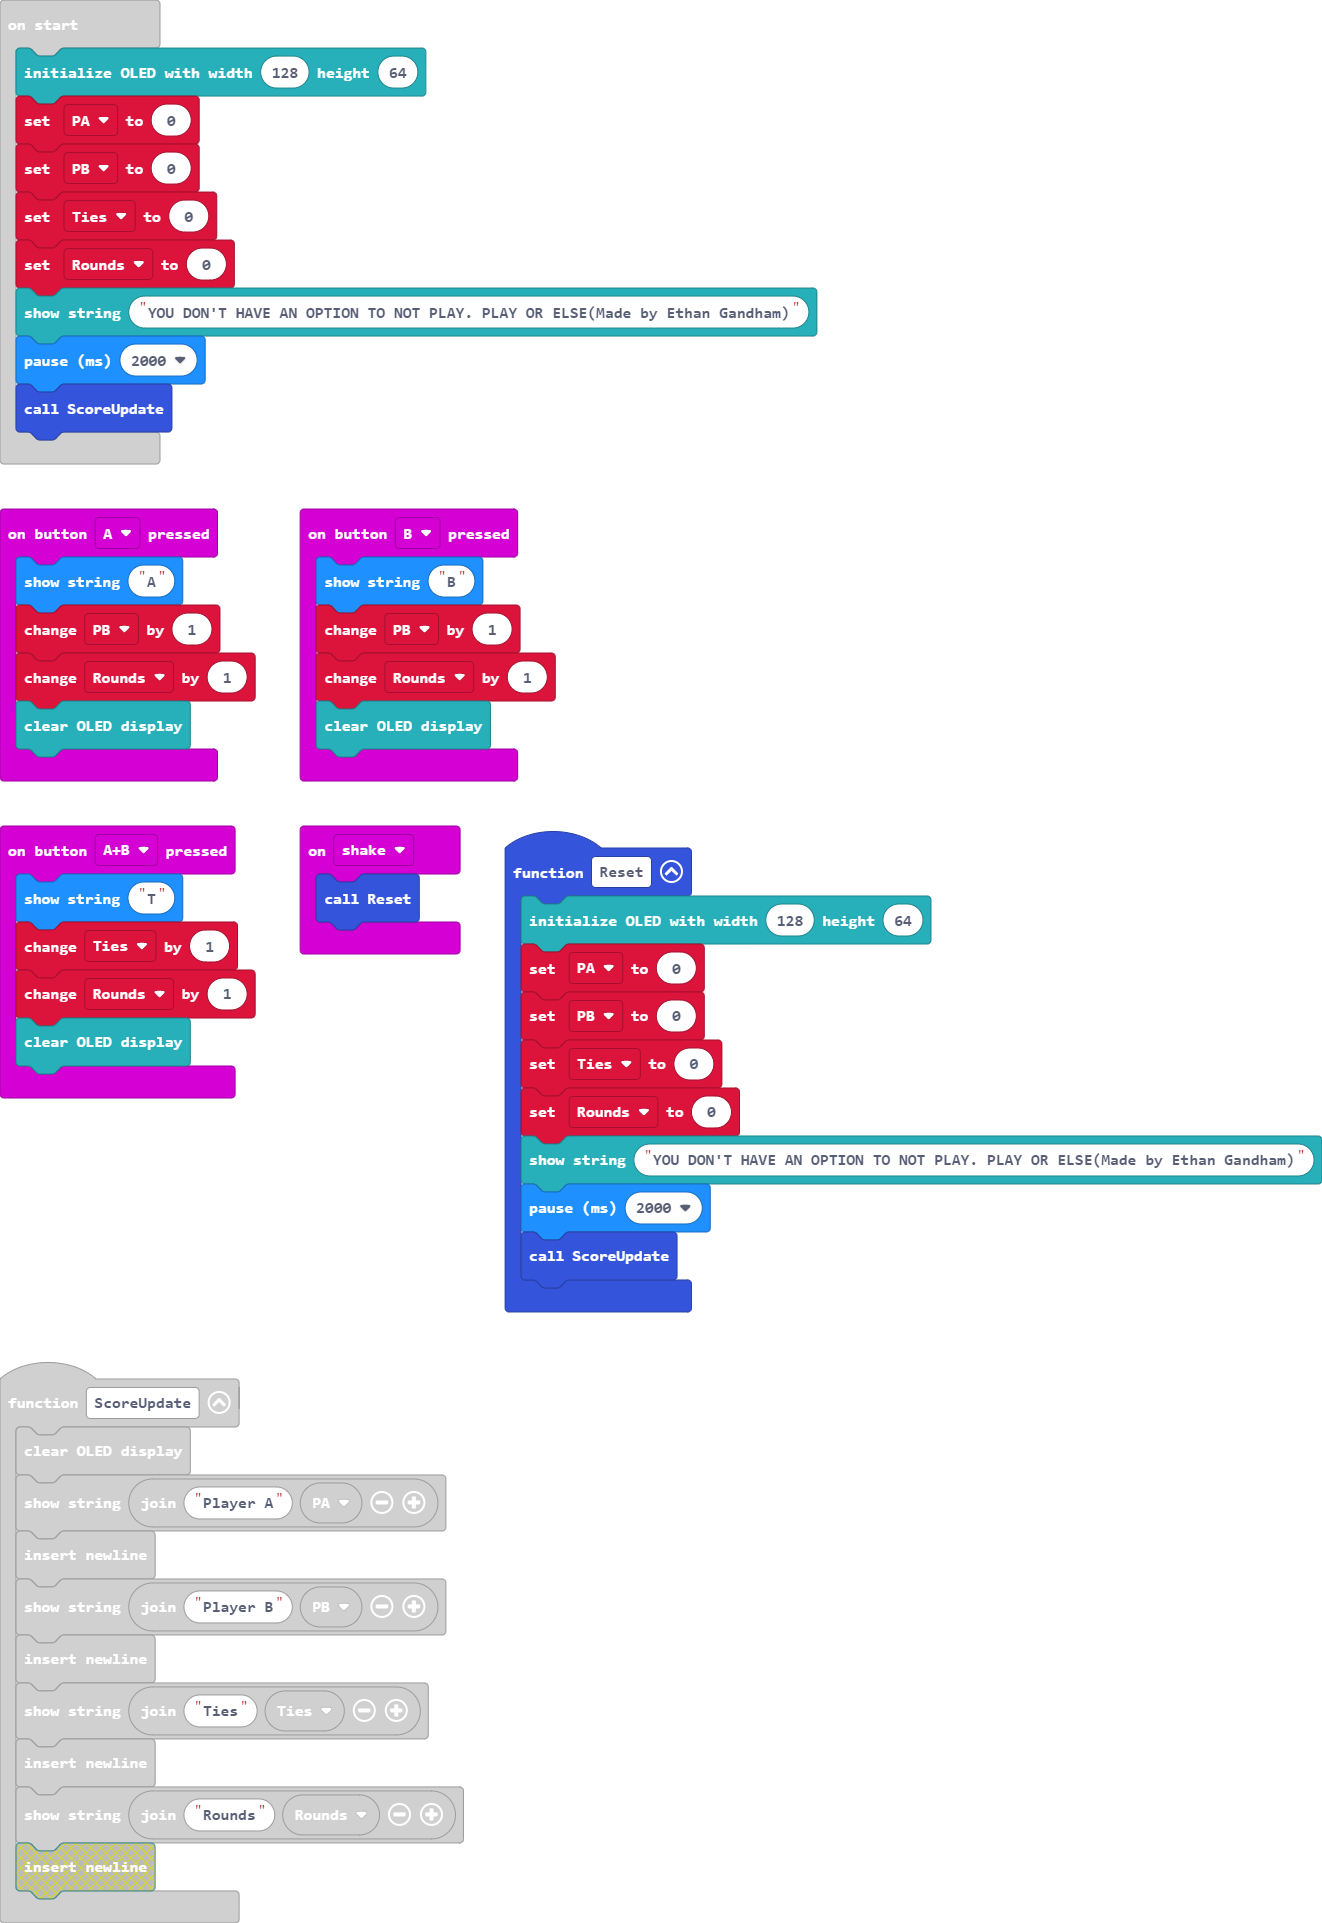 on start
initialize OLED with width 128 height 64
set PA to 0
set PB to 0
set Ties to 0
set Rounds to 0
show string "YOU DON'T HAVE AN OPTION TO NOT PLAY. PLAY OR ELSE(Made by Ethan Gandham)"
pause (ms) 2000
call ScoreUpdate
on button A pressed
show string "A"
change PB by 1
change Rounds by 1
clear OLED display
on button B pressed
show string "B"
change PB by 1
change Rounds by 1
clear OLED display
on button A+B pressed
show string "T"
change Ties by 1
change Rounds by 1
clear OLED display
on shake
call Reset
function Reset
initialize OLED with width 128 height 64
set PA to 0
set PB to 0
set Ties to 0
set Rounds to 0
show string "YOU DON'T HAVE AN OPTION TO NOT PLAY. PLAY OR ELSE(Made by Ethan Gandham)"
pause (ms) 2000
call ScoreUpdate
function ScoreUpdate
clear OLED display
show string join "Player A" PA
insert newline
show string join "Player B" PB
insert newline
show string join "Ties" Ties
insert newline
show string join "Rounds" Rounds
insert newline